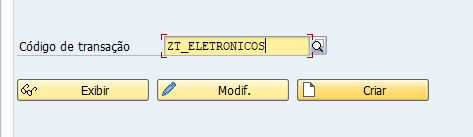 Código de transação ZT_ELETRONICOS
Exibir Modif. Criar